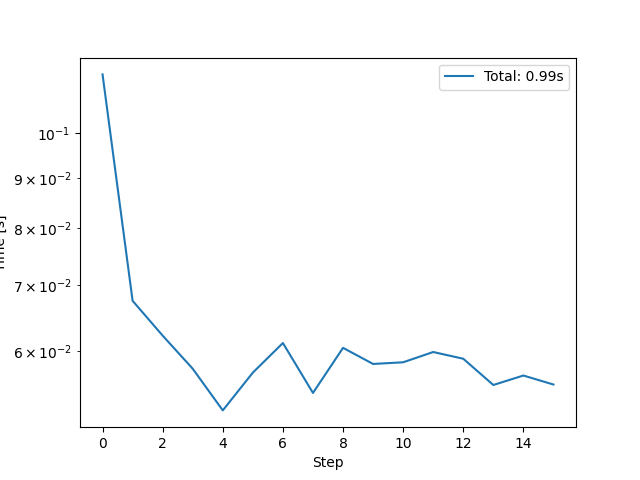 Total: 0.99s
10⁻¹
9 × 10⁻²
8 × 10⁻²
7 × 10⁻²
6 × 10⁻²
[s]
0 2 4 6 8 10 12 14
Step